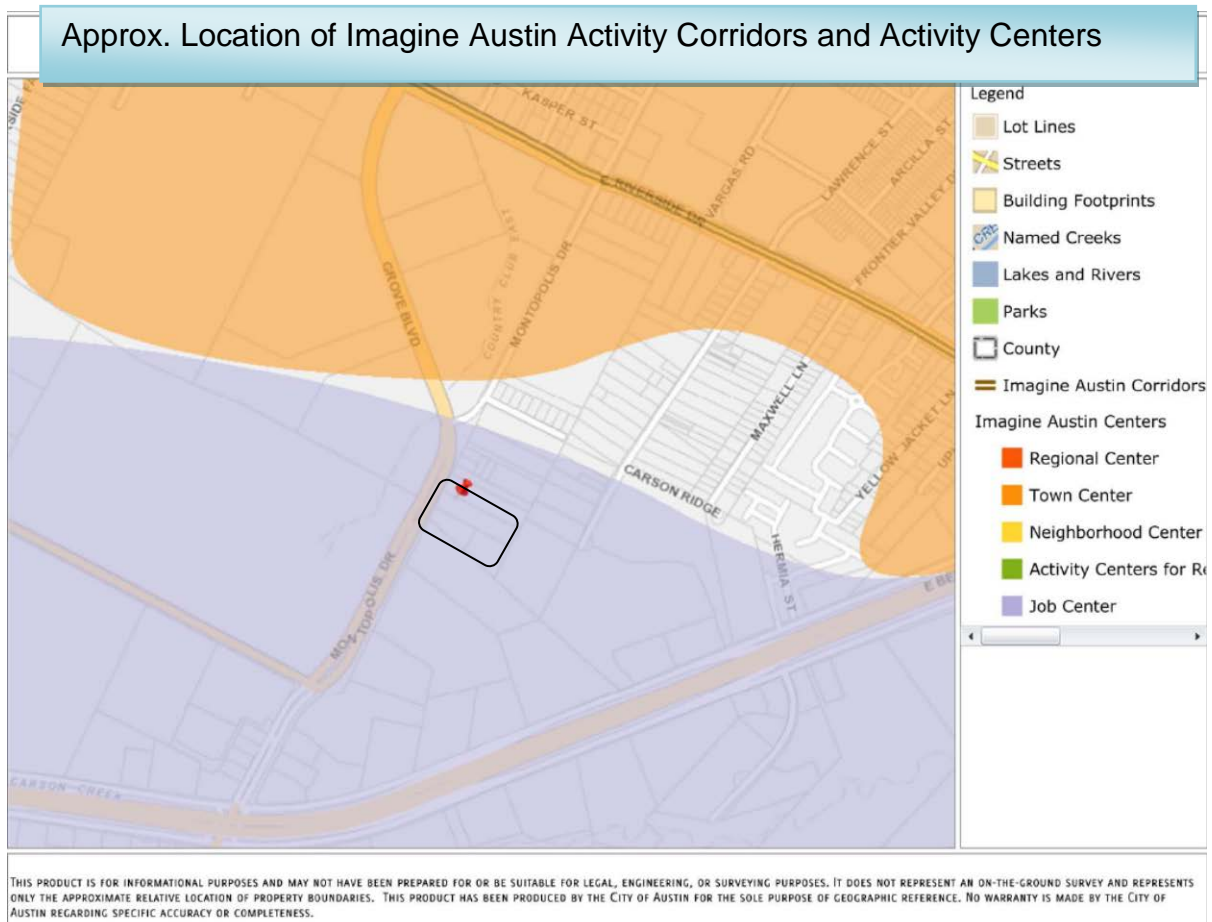 Approx. Location of Imagine Austin Activity Corridors and Activity Centers
KASPER ST
E RIVERSIDE DR
VARGAS RD
LAWRENCE ST
ARCILLA ST
FRONTIER VALLEY D
GROVE BLVD
COUNTRY CLUB
EAST
MONTOPOLIS DR
MAXWELL LN
YELLOW JACKET LN
CARSON RIDGE
HERMIA ST
MONTOPOLIS DR
E BE
CARSON CREEK
Legend
Lot Lines
Streets
Building Footprints
CRE
Named Creeks
Lakes and Rivers
Parks
County
Imagine Austin Corridors
Imagine Austin Centers
Regional Center
Town Center
Neighborhood Center
Activity Centers for Re
Job Center
THIS PRODUCT IS FOR INFORMATIONAL PURPOSES AND MAY NOT HAVE BEEN PREPARED FOR OR BE SUITABLE FOR LEGAL, ENGINEERING, OR SURVEYING PURPOSES. IT DOES NOT REPRESENT AN ON-THE-GROUND SURVEY AND REPRESENTS
ONLY THE APPROXIMATE RELATIVE LOCATION OF PROPERTY BOUNDARIES. THIS PRODUCT HAS BEEN PRODUCED BY THE CITY OF AUSTIN FOR THE SOLE PURPOSE OF GEOGRAPHIC REFERENCE. NO WARRANTY IS MADE BY THE CITY OF
AUSTIN REGARDING SPECIFIC ACCURACY OR COMPLETENESS.